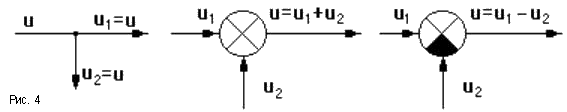 u
u₁=u
u₂=u
u₁
u=u₁+u₂
u₂
u₁
u=u₁−u₂
u₂
Рис. 4